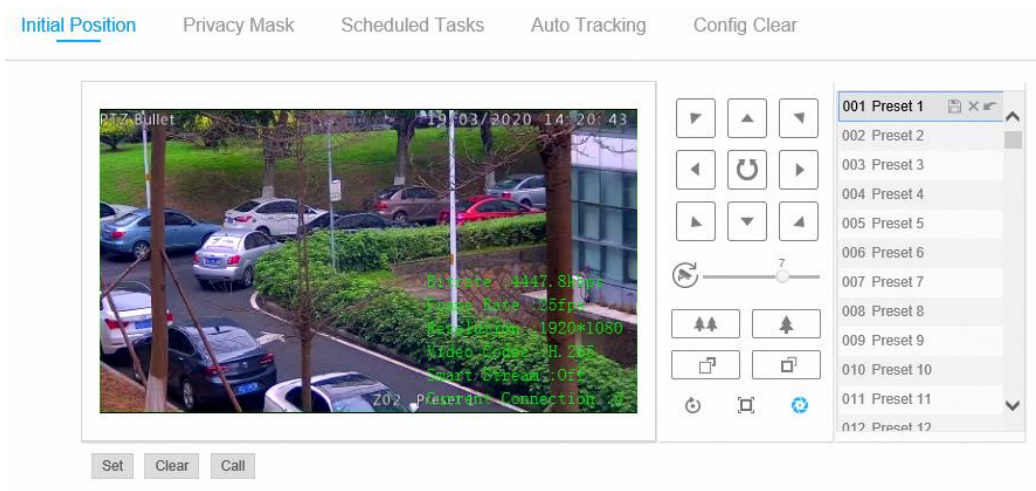 Initial Position Privacy Mask Scheduled Tasks Auto Tracking Config Clear
PTZ Bullet 19/03/2020 14:20:43
Bitrate :4447.8kbps
Frame Rate :25fps
Resolution :1920*1080
Video Codec :H.265
Smart Stream :Off
Z02 Preset 1
Current Connection :0
7
001 Preset 1
002 Preset 2
003 Preset 3
004 Preset 4
005 Preset 5
006 Preset 6
007 Preset 7
008 Preset 8
009 Preset 9
010 Preset 10
011 Preset 11
012 Preset 12
Set Clear Call